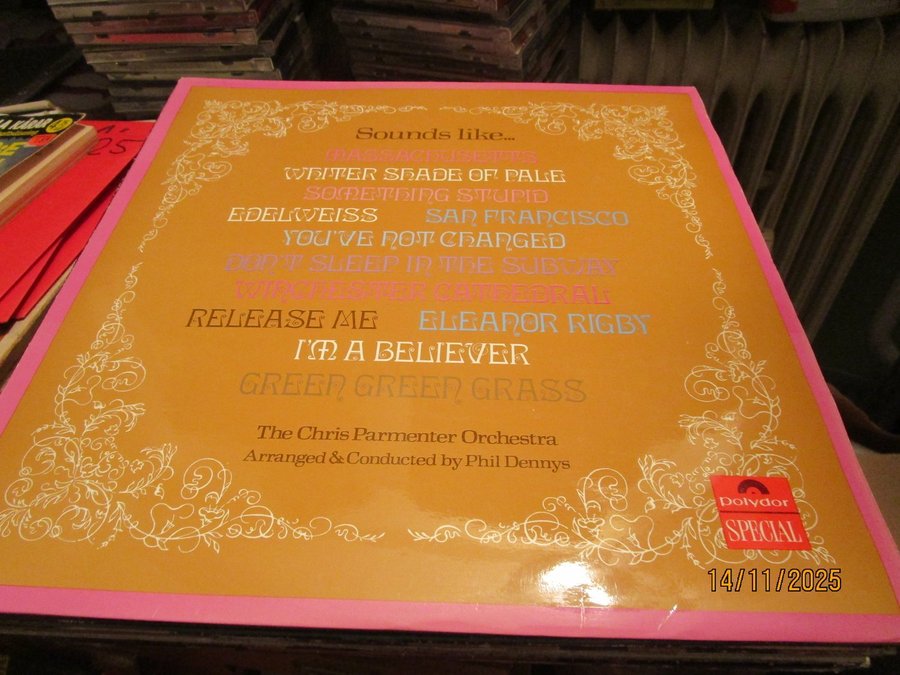 Sounds like...
MASSACHUSETTS
WHITER SHADE OF PALE
SOMETHING STUPID
EDELWEISS SAN FRANCISCO
YOU'VE NOT CHANGED
DON'T SLEEP IN THE SUBWAY
WINCHESTER CATHEDRAL
RELEASE ME ELEANOR RIGBY
I'M A BELIEVER
GREEN GREEN GRASS
The Chris Parmenter Orchestra
Arranged & Conducted by Phil Dennys
polydor
SPECIAL
14/11/2025
25